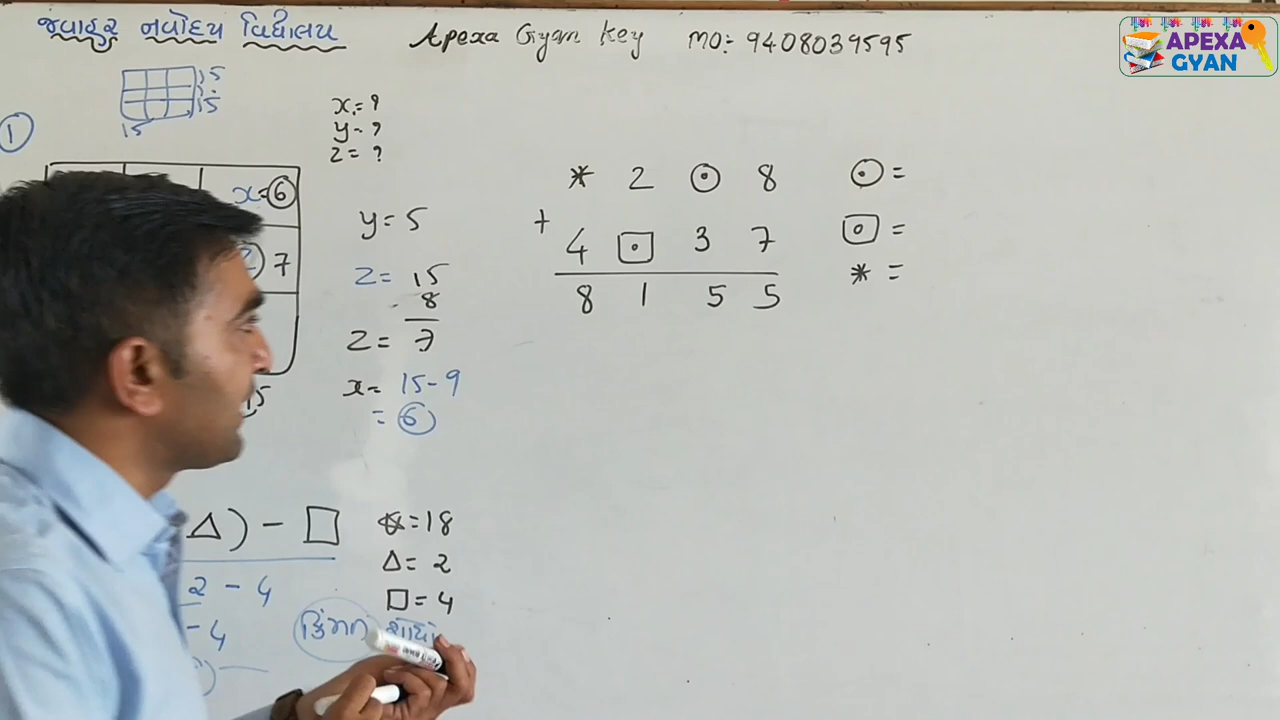 જવાહર નવોદય વિદ્યાલય Apexa Gyan Key MO:- 9408039595
APEXA
GYAN
15
15
15
1
x = ?
y = ?
z = ?
x=6
7
15
y = 5
z = 15
- 8
z = 7
x = 15-9
= 6
* 2 ⊙ 8
+ 4 ⊡ 3 7
8 1 5 5
⊙ =
⊡ =
* =
△) - □
2 - 4
- 4
☆ = 18
△ = 2
□ = 4
કિંમત શોધો